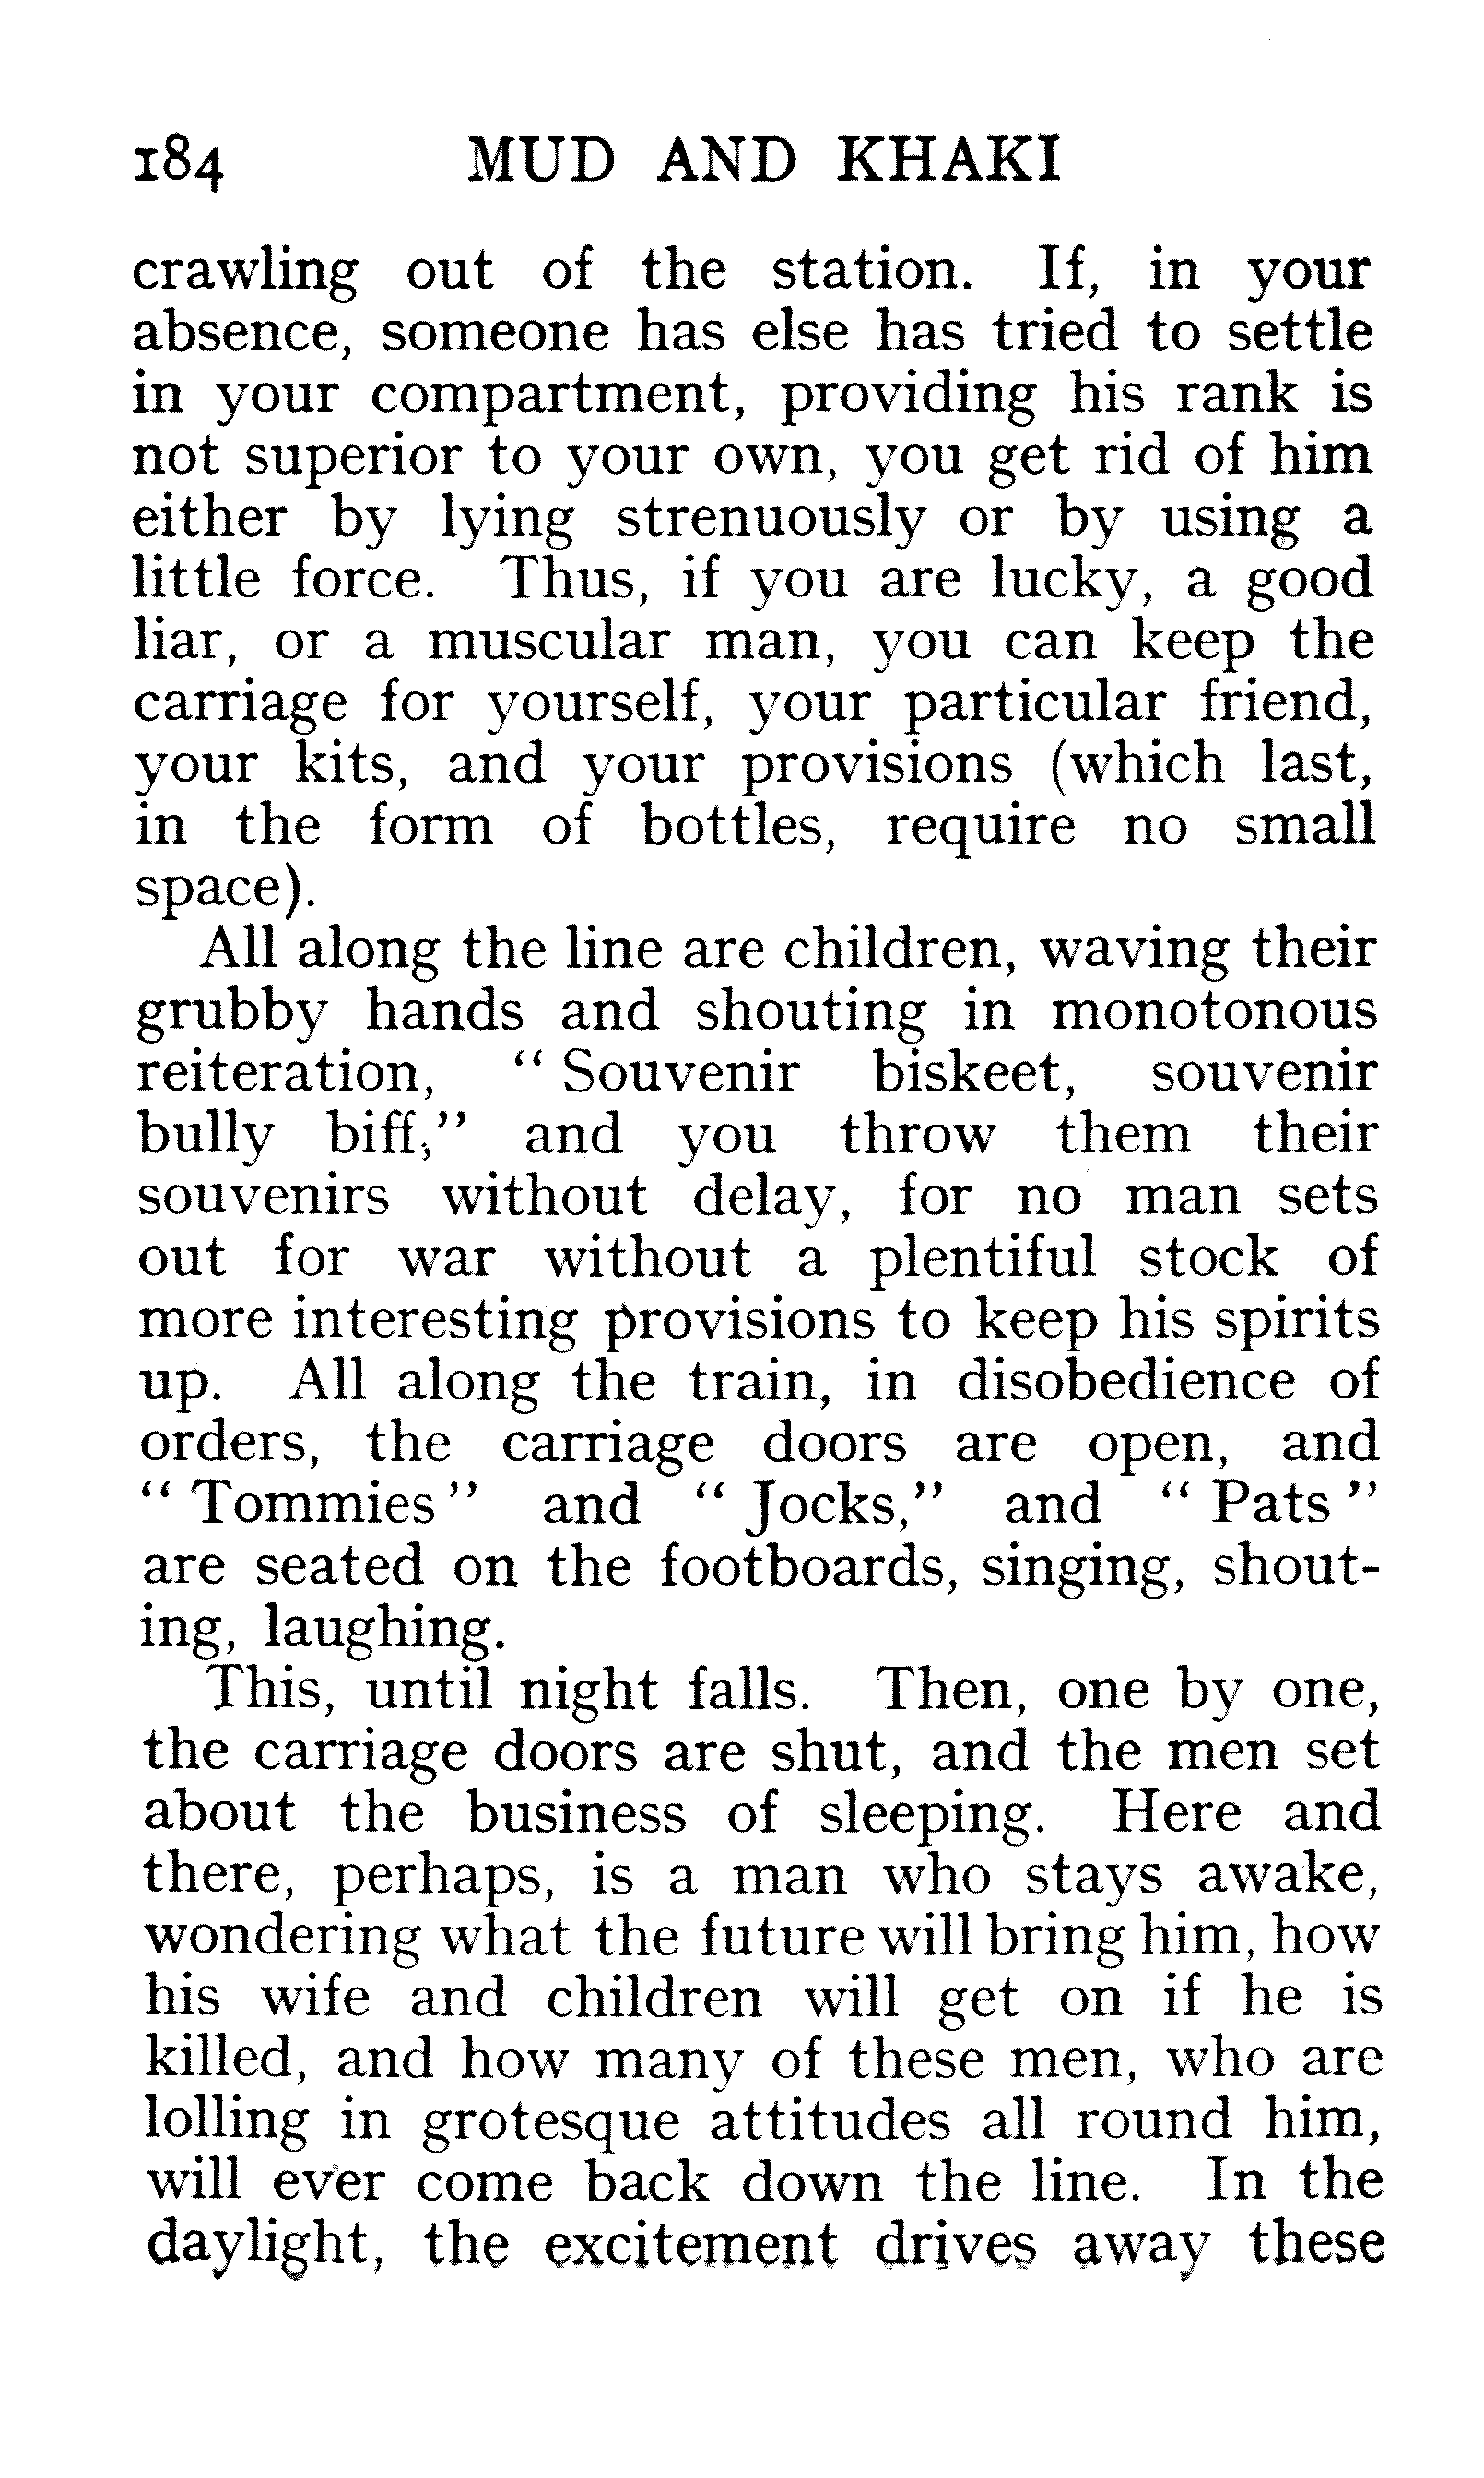 184 MUD AND KHAKI
crawling out of the station. If, in your
absence, someone has else has tried to settle
in your compartment, providing his rank is
not superior to your own, you get rid of him
either by lying strenuously or by using a
little force. Thus, if you are lucky, a good
liar, or a muscular man, you can keep the
carriage for yourself, your particular friend,
your kits, and your provisions (which last,
in the form of bottles, require no small
space).
All along the line are children, waving their
grubby hands and shouting in monotonous
reiteration, "Souvenir biskeet, souvenir
bully biff," and you throw them their
souvenirs without delay, for no man sets
out for war without a plentiful stock of
more interesting provisions to keep his spirits
up. All along the train, in disobedience of
orders, the carriage doors are open, and
"Tommies" and "Jocks," and "Pats"
are seated on the footboards, singing, shout-
ing, laughing.
This, until night falls. Then, one by one,
the carriage doors are shut, and the men set
about the business of sleeping. Here and
there, perhaps, is a man who stays awake,
wondering what the future will bring him, how
his wife and children will get on if he is
killed, and how many of these men, who are
lolling in grotesque attitudes all round him,
will ever come back down the line. In the
daylight, the excitement drives away these